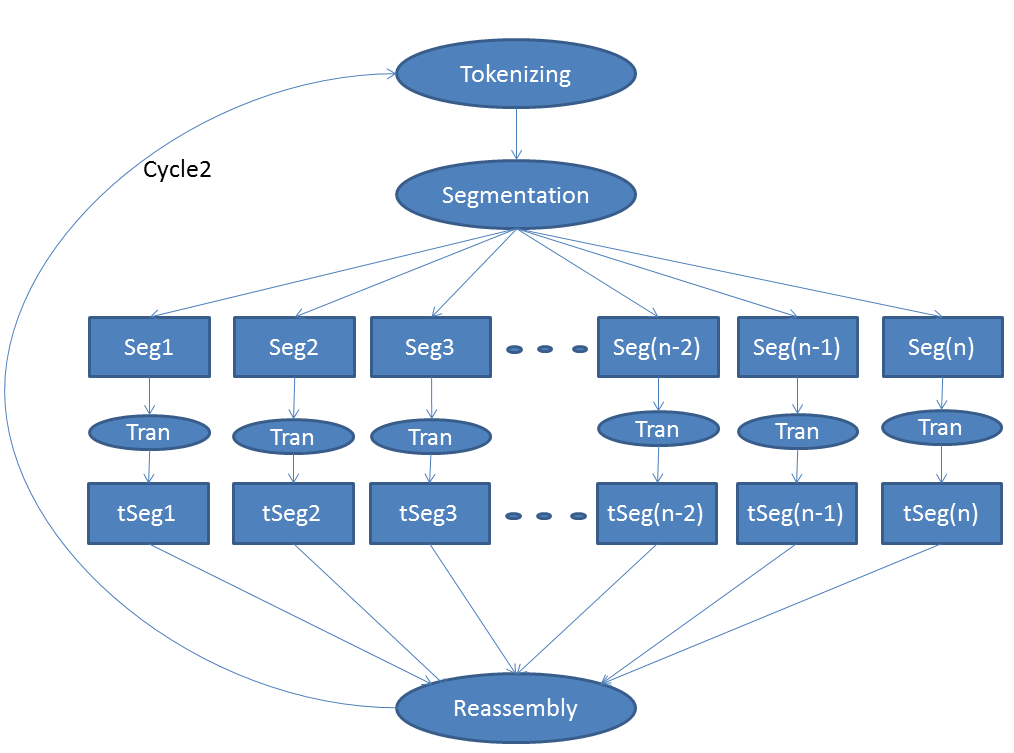 Tokenizing
Cycle2
Segmentation
Seg1 Seg2 Seg3 Seg(n-2) Seg(n-1) Seg(n)
Tran Tran Tran Tran Tran Tran
tSeg1 tSeg2 tSeg3 tSeg(n-2) tSeg(n-1) tSeg(n)
Reassembly